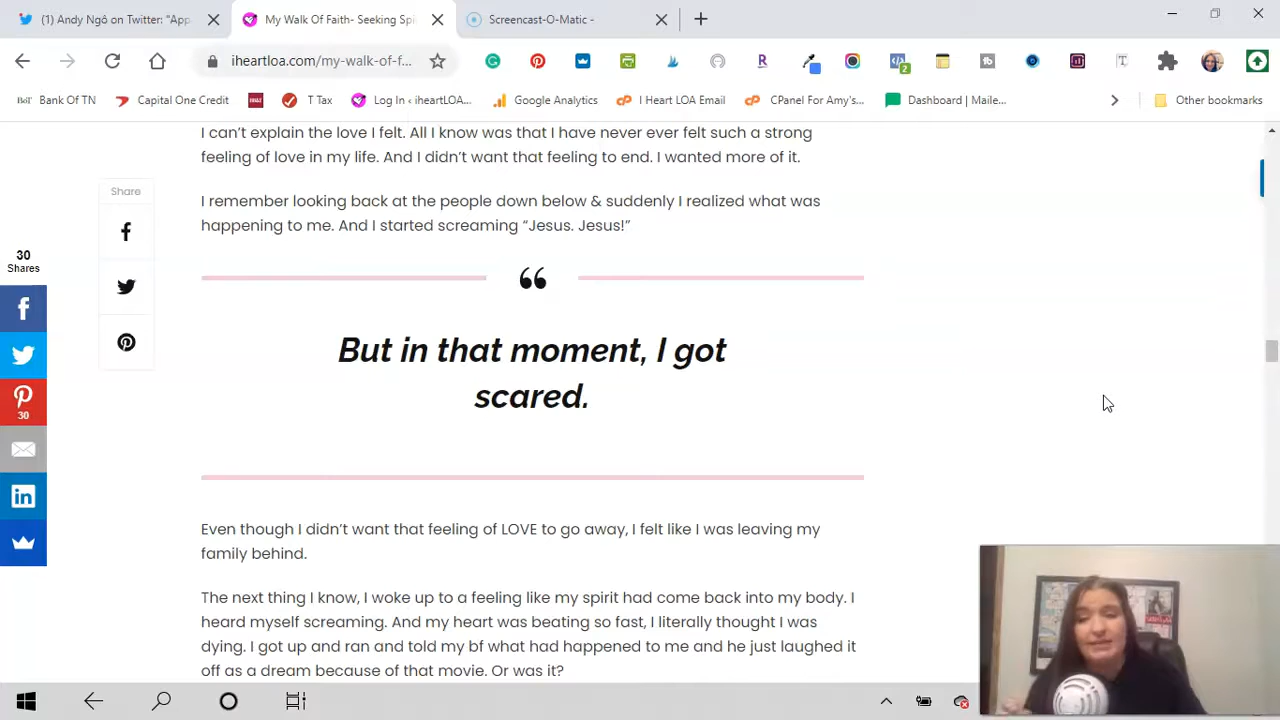 (1) Andy Ngô on Twitter: "App
My Walk Of Faith- Seeking Spi
Screencast-O-Matic -
iheartloa.com/my-walk-of-f...
Bank Of TN
Capital One Credit
T Tax
Log In ‹ iheartLOA...
Google Analytics
I Heart LOA Email
CPanel For Amy's...
Dashboard | Maile...
Other bookmarks
I can't explain the love I felt. All I know was that I have never ever felt such a strong
feeling of love in my life. And I didn't want that feeling to end. I wanted more of it.
I remember looking back at the people down below & suddenly I realized what was
happening to me. And I started screaming "Jesus. Jesus!"
Share
30
Shares
30
“
But in that moment, I got
scared.
Even though I didn't want that feeling of LOVE to go away, I felt like I was leaving my
family behind.
The next thing I know, I woke up to a feeling like my spirit had come back into my body. I
heard myself screaming. And my heart was beating so fast, I literally thought I was
dying. I got up and ran and told my bf what had happened to me and he just laughed it
off as a dream because of that movie. Or was it?